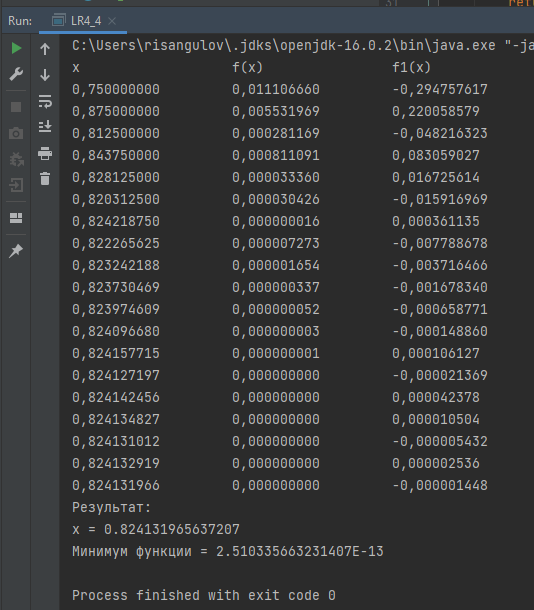 31
ret
Run:
LR4_4
C:\Users\risangulov\.jdks\openjdk-16.0.2\bin\java.exe "-ja
x f(x) f1(x)
0,750000000 0,011106660 -0,294757617
0,875000000 0,005531969 0,220058579
0,812500000 0,000281169 -0,048216323
0,843750000 0,000811091 0,083059027
0,828125000 0,000033360 0,016725614
0,820312500 0,000030426 -0,015916969
0,824218750 0,000000016 0,000361135
0,822265625 0,000007273 -0,007788678
0,823242188 0,000001654 -0,003716466
0,823730469 0,000000337 -0,001678340
0,823974609 0,000000052 -0,000658771
0,824096680 0,000000003 -0,000148860
0,824157715 0,000000001 0,000106127
0,824127197 0,000000000 -0,000021369
0,824142456 0,000000000 0,000042378
0,824134827 0,000000000 0,000010504
0,824131012 0,000000000 -0,000005432
0,824132919 0,000000000 0,000002536
0,824131966 0,000000000 -0,000001448
Результат:
x = 0.824131965637207
Минимум функции = 2.510335663231407E-13
Process finished with exit code 0